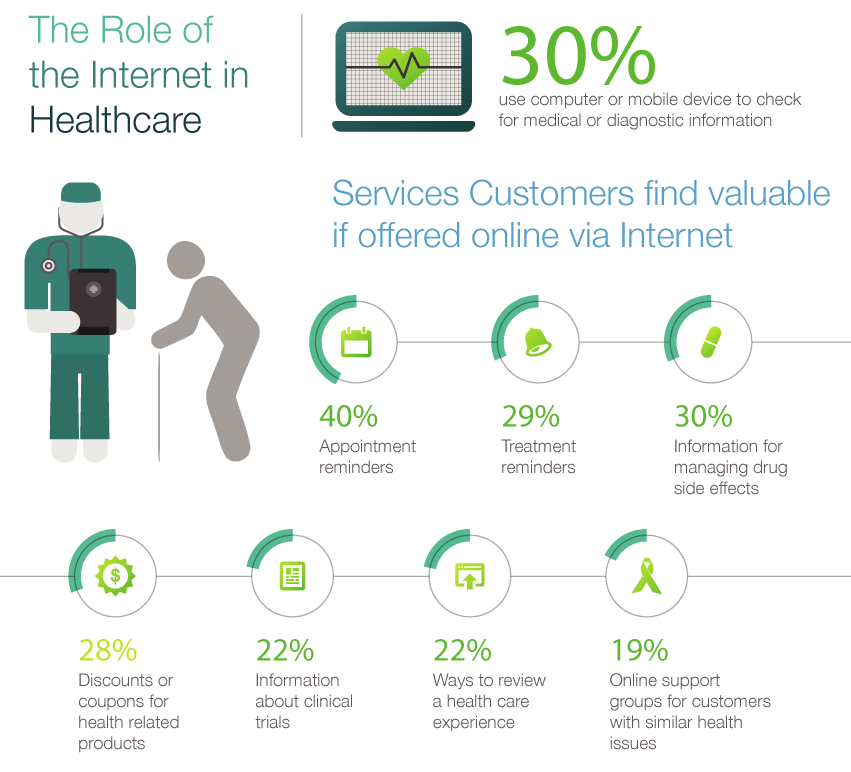 The Role of
the Internet in
Healthcare
30%
use computer or mobile device to check
for medical or diagnostic information
Services Customers find valuable
if offered online via Internet
40%
Appointment
reminders
29%
Treatment
reminders
30%
Information for
managing drug
side effects
$
28%
Discounts or
coupons for
health related
products
22%
Information
about clinical
trials
22%
Ways to review
a health care
experience
19%
Online support
groups for customers
with similar health
issues